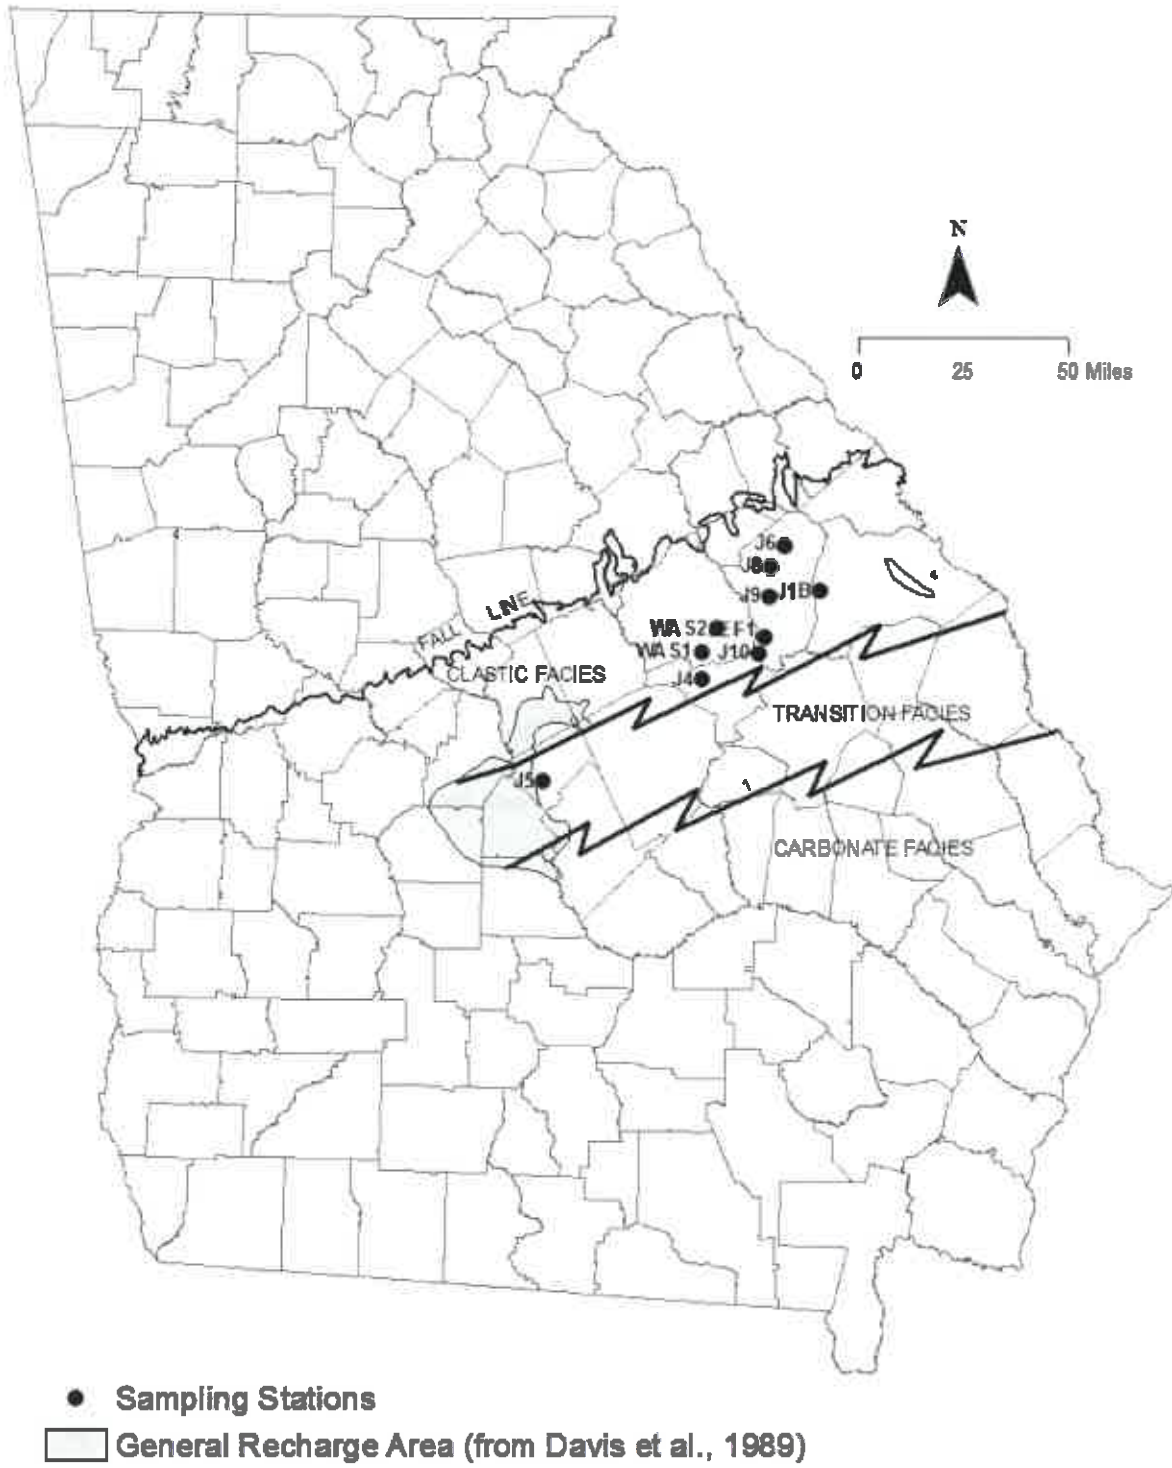 N
0 25 50 Miles
J6
J8
J9 J1B
WA S2 EF1
WA S1 J10
J4
FALL LINE
CLASTIC FACIES
TRANSITION FACIES
J5
CARBONATE FACIES
Sampling Stations
General Recharge Area (from Davis et al., 1989)